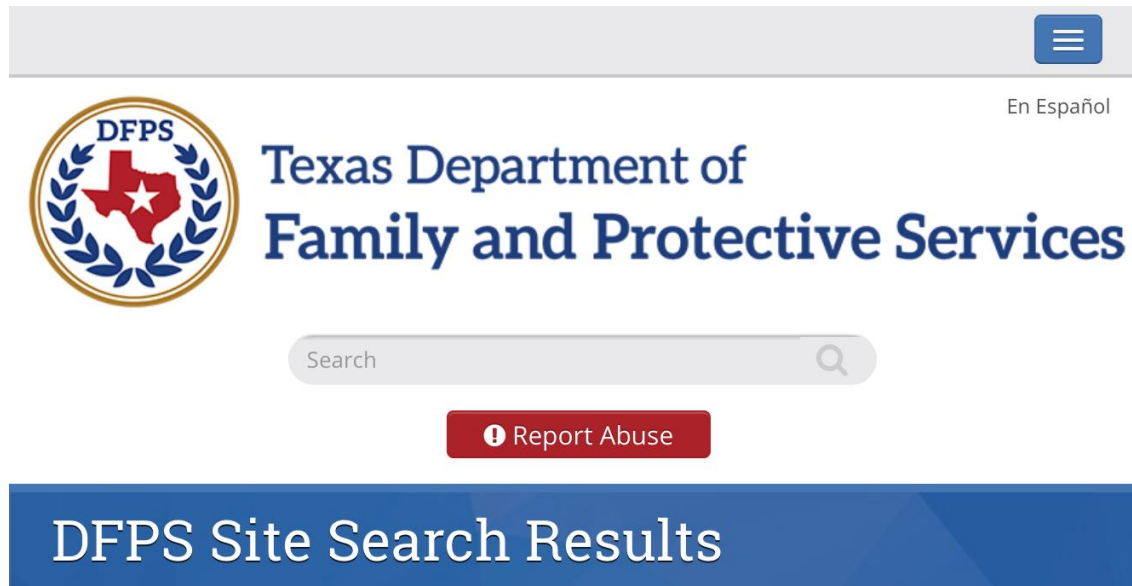 En Español
DFPS
Texas Department of
Family and Protective Services
Search
Report Abuse
DFPS Site Search Results